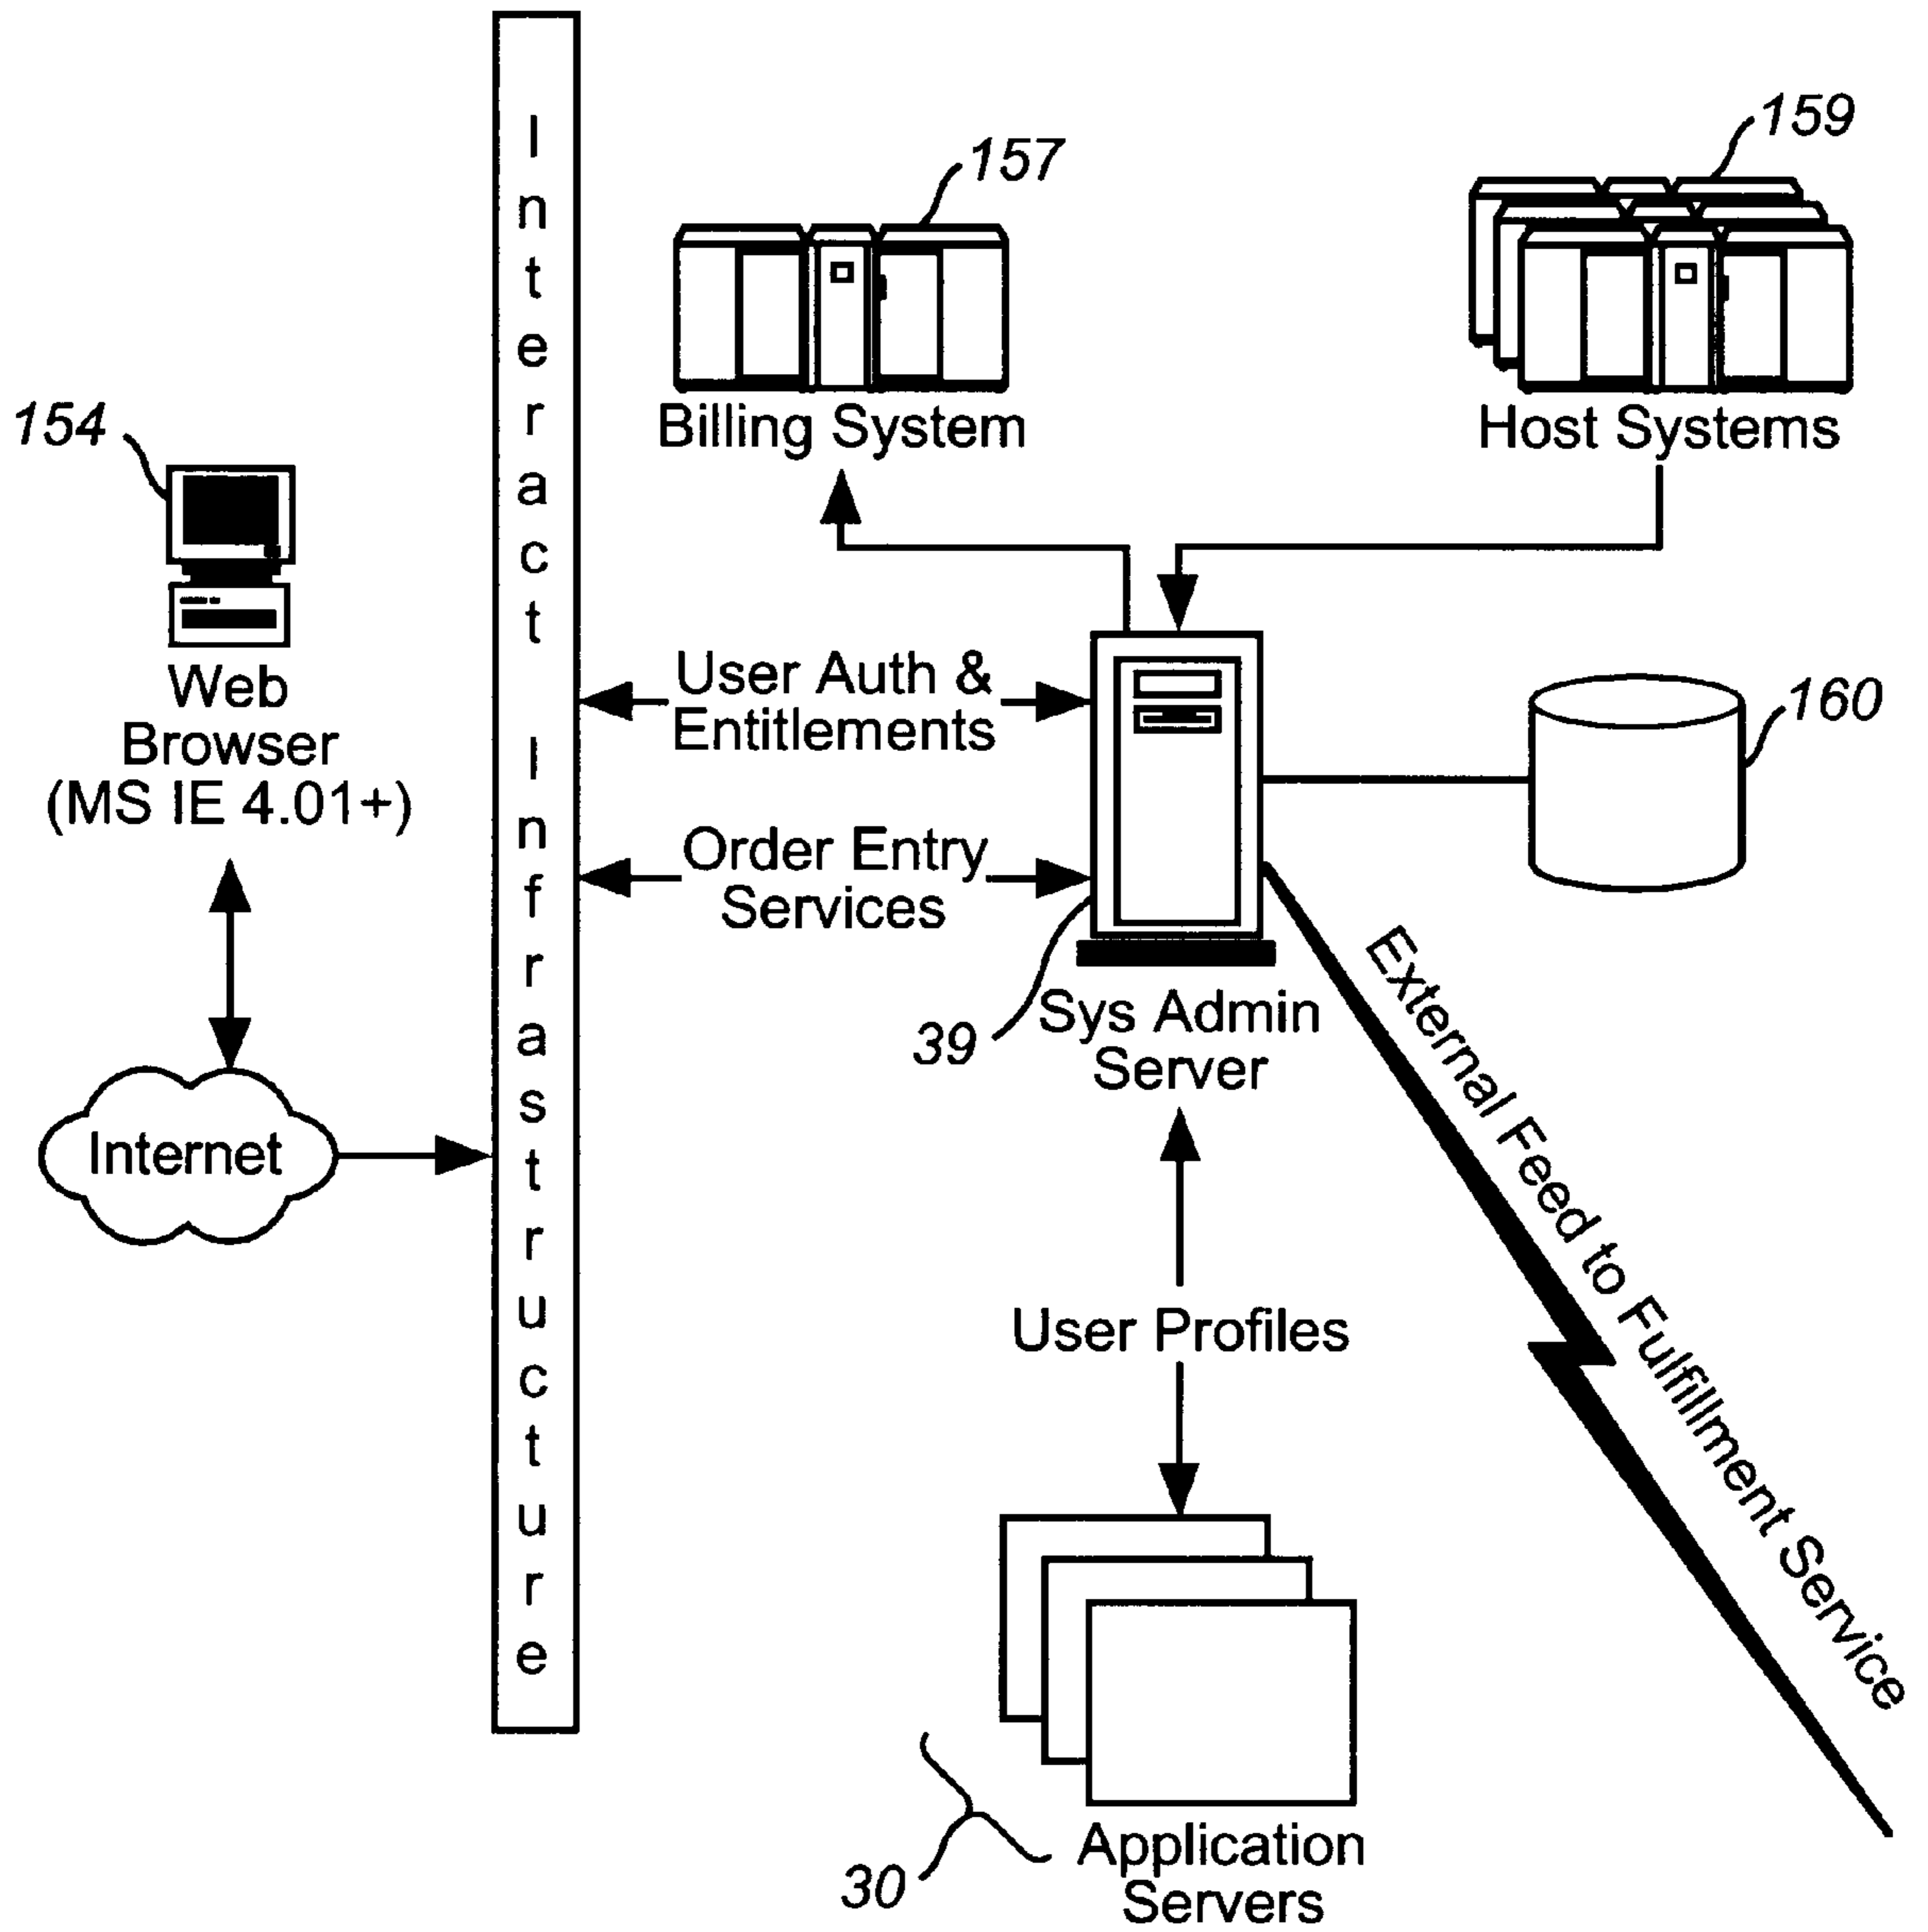 159
157
Billing System
Host Systems
154
Interact Infrastructure
Web
Browser
(MS IE 4.01+)
User Auth &
Entitlements
160
Order Entry
Services
39
Sys Admin
Server
External Feed to Fulfillment Service
Internet
User Profiles
30
Application
Servers